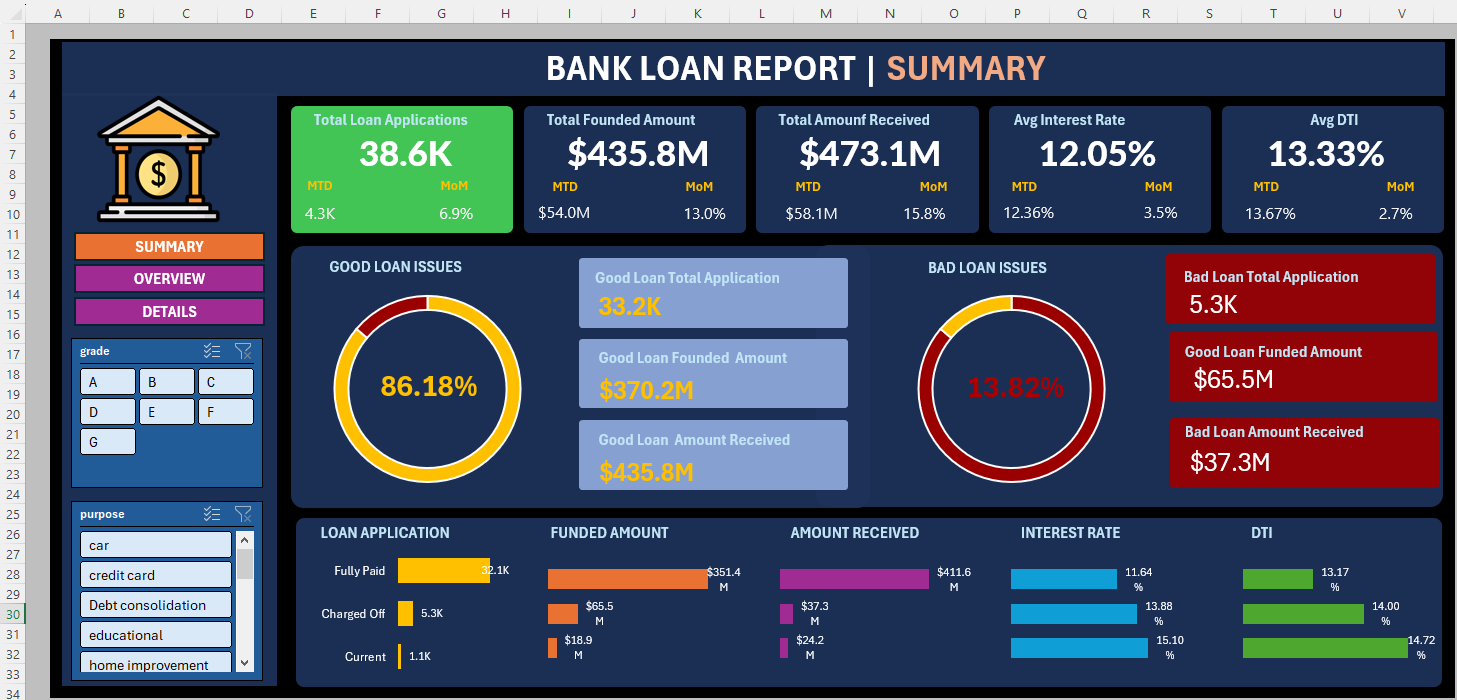 A B C D E F G H I J K L M N O P Q R S T U V
1
2
3
4
5
6
7
8
9
10
11
12
13
14
15
16
17
18
19
20
21
22
23
24
25
26
27
28
29
30
31
32
33
34
BANK LOAN REPORT | SUMMARY
$
SUMMARY
OVERVIEW
DETAILS
grade
A B C
D E F
G
purpose
car
credit card
Debt consolidation
educational
home improvement
Total Loan Applications
38.6K
MTD MoM
4.3K 6.9%
Total Founded Amount
$435.8M
MTD MoM
$54.0M 13.0%
Total Amounf Received
$473.1M
MTD MoM
$58.1M 15.8%
Avg Interest Rate
12.05%
MTD MoM
12.36% 3.5%
Avg DTI
13.33%
MTD MoM
13.67% 2.7%
GOOD LOAN ISSUES
86.18%
Good Loan Total Application
33.2K
Good Loan Founded Amount
$370.2M
Good Loan Amount Received
$435.8M
BAD LOAN ISSUES
13.82%
Bad Loan Total Application
5.3K
Good Loan Funded Amount
$65.5M
Bad Loan Amount Received
$37.3M
LOAN APPLICATION
Fully Paid 32.1K
Charged Off 5.3K
Current 1.1K
FUNDED AMOUNT
$351.4
M
$65.5
M
$18.9
M
AMOUNT RECEIVED
$411.6
M
$37.3
M
$24.2
M
INTEREST RATE
11.64
%
13.88
%
15.10
%
DTI
13.17
%
14.00
%
14.72
%